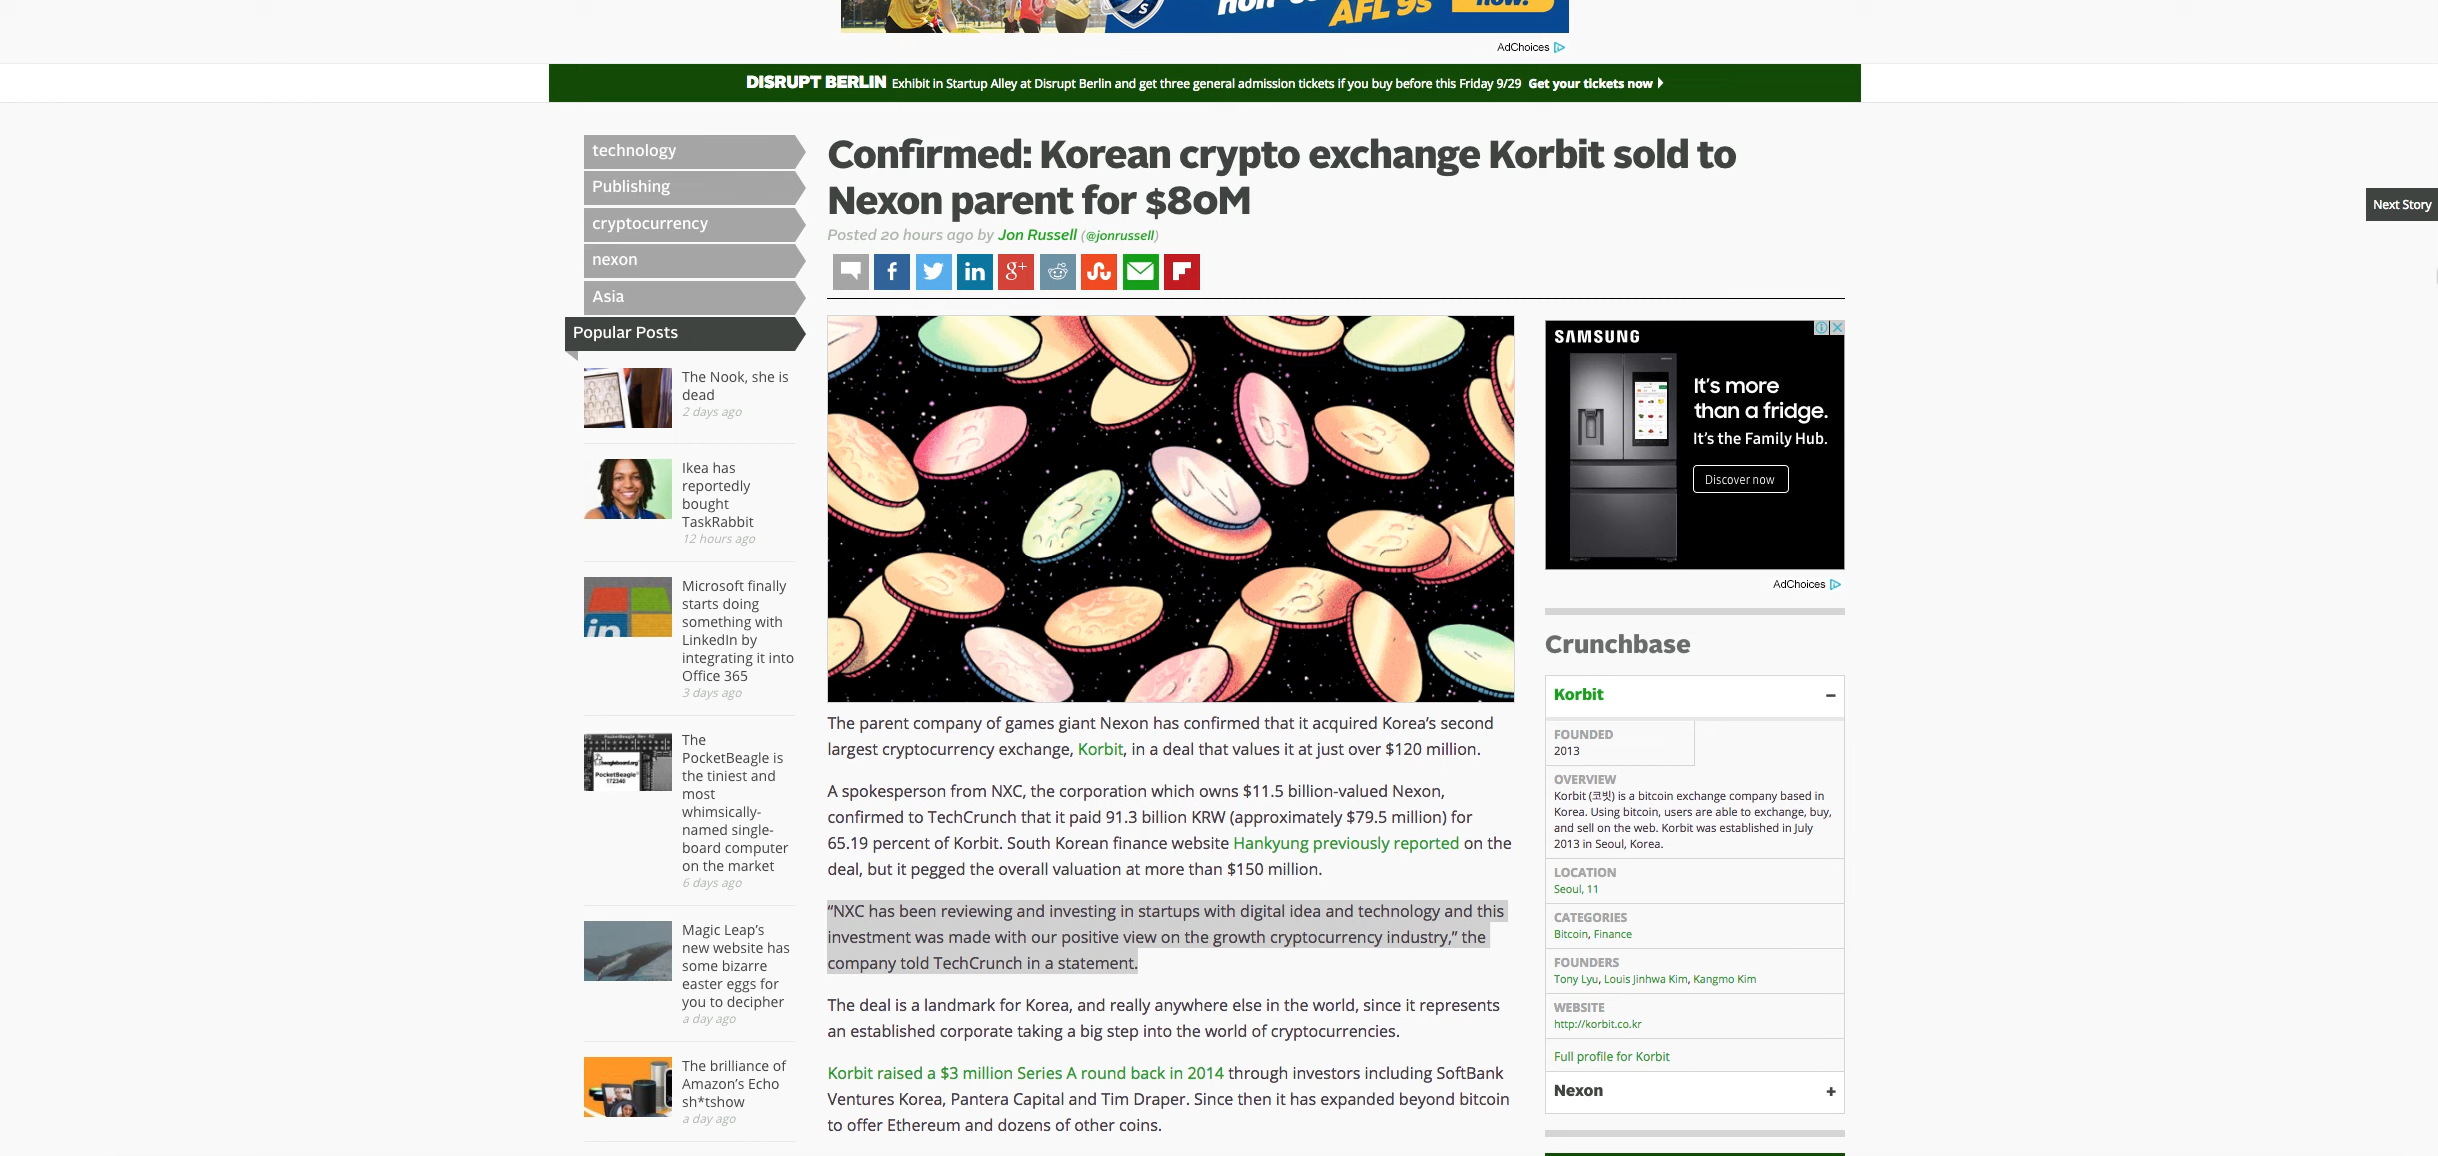 AFL 9s
AdChoices
DISRUPT BERLIN Exhibit in Startup Alley at Disrupt Berlin and get three general admission tickets if you buy before this Friday 9/29 Get your tickets now
technology
Publishing
cryptocurrency
nexon
Asia
Popular Posts
The Nook, she is
dead
2 days ago
Ikea has
reportedly
bought
TaskRabbit
12 hours ago
Microsoft finally
starts doing
something with
LinkedIn by
integrating it into
Office 365
3 days ago
The
PocketBeagle is
the tiniest and
most
whimsically-
named single-
board computer
on the market
6 days ago
Magic Leap's
new website has
some bizarre
easter eggs for
you to decipher
a day ago
The brilliance of
Amazon's Echo
sh*tshow
a day ago
Confirmed: Korean crypto exchange Korbit sold to
Nexon parent for $80M
Posted 20 hours ago by Jon Russell (@jonrussell)
The parent company of games giant Nexon has confirmed that it acquired Korea's second
largest cryptocurrency exchange, Korbit, in a deal that values it at just over $120 million.
A spokesperson from NXC, the corporation which owns $11.5 billion-valued Nexon,
confirmed to TechCrunch that it paid 91.3 billion KRW (approximately $79.5 million) for
65.19 percent of Korbit. South Korean finance website Hankyung previously reported on the
deal, but it pegged the overall valuation at more than $150 million.
“NXC has been reviewing and investing in startups with digital idea and technology and this
investment was made with our positive view on the growth cryptocurrency industry,” the
company told TechCrunch in a statement.
The deal is a landmark for Korea, and really anywhere else in the world, since it represents
an established corporate taking a big step into the world of cryptocurrencies.
Korbit raised a $3 million Series A round back in 2014 through investors including SoftBank
Ventures Korea, Pantera Capital and Tim Draper. Since then it has expanded beyond bitcoin
to offer Ethereum and dozens of other coins.
Next Story
SAMSUNG
It's more
than a fridge.
It's the Family Hub.
Discover now
AdChoices
Crunchbase
Korbit
FOUNDED
2013
OVERVIEW
Korbit (코빗) is a bitcoin exchange company based in
Korea. Using bitcoin, users are able to exchange, buy,
and sell on the web. Korbit was established in July
2013 in Seoul, Korea.
LOCATION
Seoul, 11
CATEGORIES
Bitcoin, Finance
FOUNDERS
Tony Lyu, Louis Jinhwa Kim, Kangmo Kim
WEBSITE
http://korbit.co.kr
Full profile for Korbit
Nexon